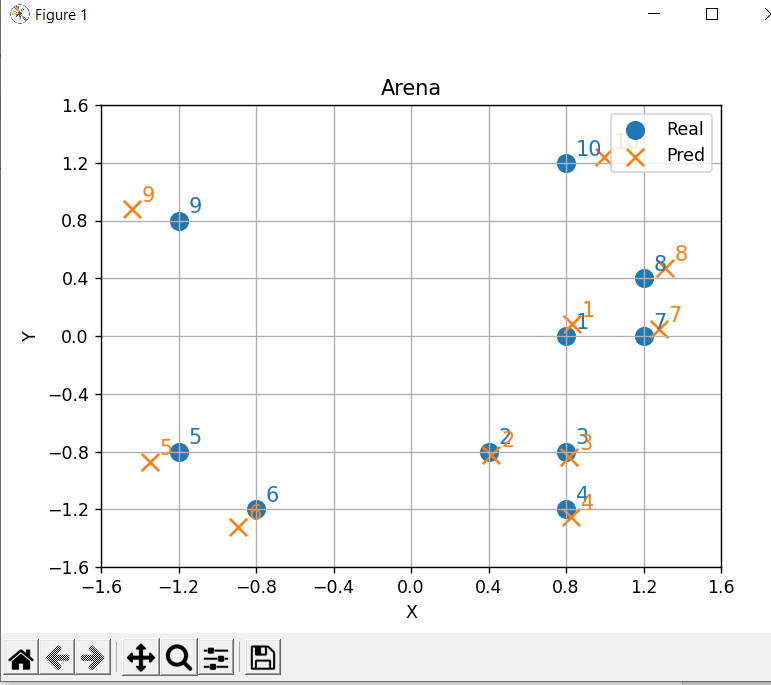 Figure 1
Arena
1.6
1.2
0.8
0.4
0.0
−0.4
−0.8
−1.2
−1.6
Y
−1.6 −1.2 −0.8 −0.4 0.0 0.4 0.8 1.2 1.6
X
Real
Pred
10 10
9 9
8 8
1 1 7 7
5 5 2 2 3 3
6 6 4 4